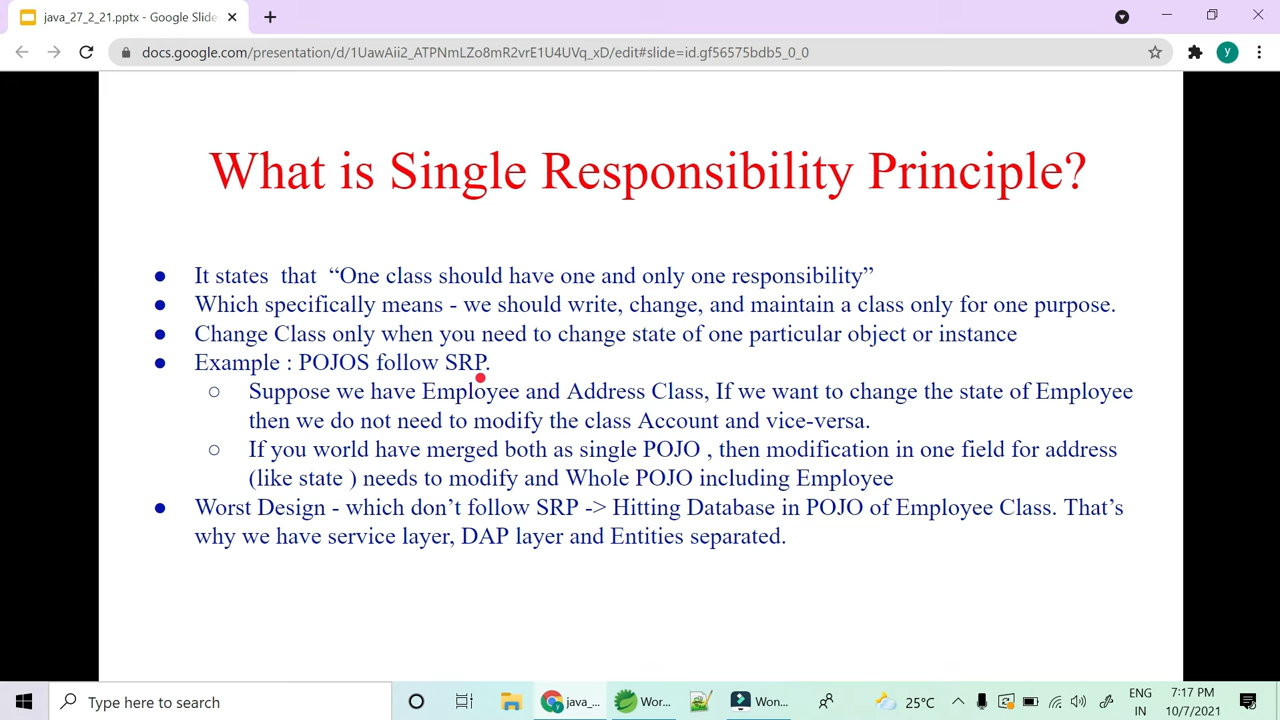 java_27_2_21.pptx - Google Slide
docs.google.com/presentation/d/1UawAii2_ATPNmLZo8mR2vrE1U4UVq_xD/edit#slide=id.gf56575bdb5_0_0
y
What is Single Responsibility Principle?
● It states that “One class should have one and only one responsibility”
● Which specifically means - we should write, change, and maintain a class only for one purpose.
● Change Class only when you need to change state of one particular object or instance
● Example : POJOS follow SRP.
○ Suppose we have Employee and Address Class, If we want to change the state of Employee
then we do not need to modify the class Account and vice-versa.
○ If you world have merged both as single POJO , then modification in one field for address
(like state ) needs to modify and Whole POJO including Employee
● Worst Design - which don’t follow SRP -> Hitting Database in POJO of Employee Class. That’s
why we have service layer, DAP layer and Entities separated.
Type here to search
java_...
Wor...
Won...
25°C
ENG
IN
7:17 PM
10/7/2021